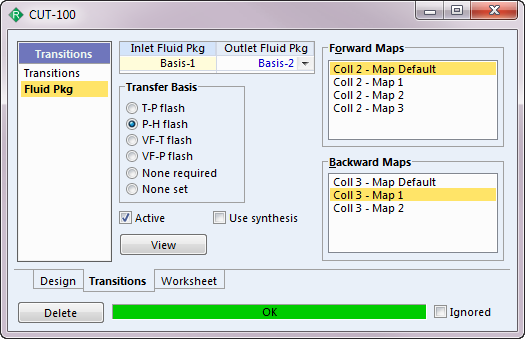 R CUT-100
Transitions
Transitions
Fluid Pkg
Inlet Fluid Pkg Outlet Fluid Pkg
Basis-1 Basis-2
Transfer Basis
T-P flash
P-H flash
VF-T flash
VF-P flash
None required
None set
Active Use synthesis
View
Forward Maps
Coll 2 - Map Default
Coll 2 - Map 1
Coll 2 - Map 2
Coll 2 - Map 3
Backward Maps
Coll 3 - Map Default
Coll 3 - Map 1
Coll 3 - Map 2
Design Transitions Worksheet
Delete OK Ignored